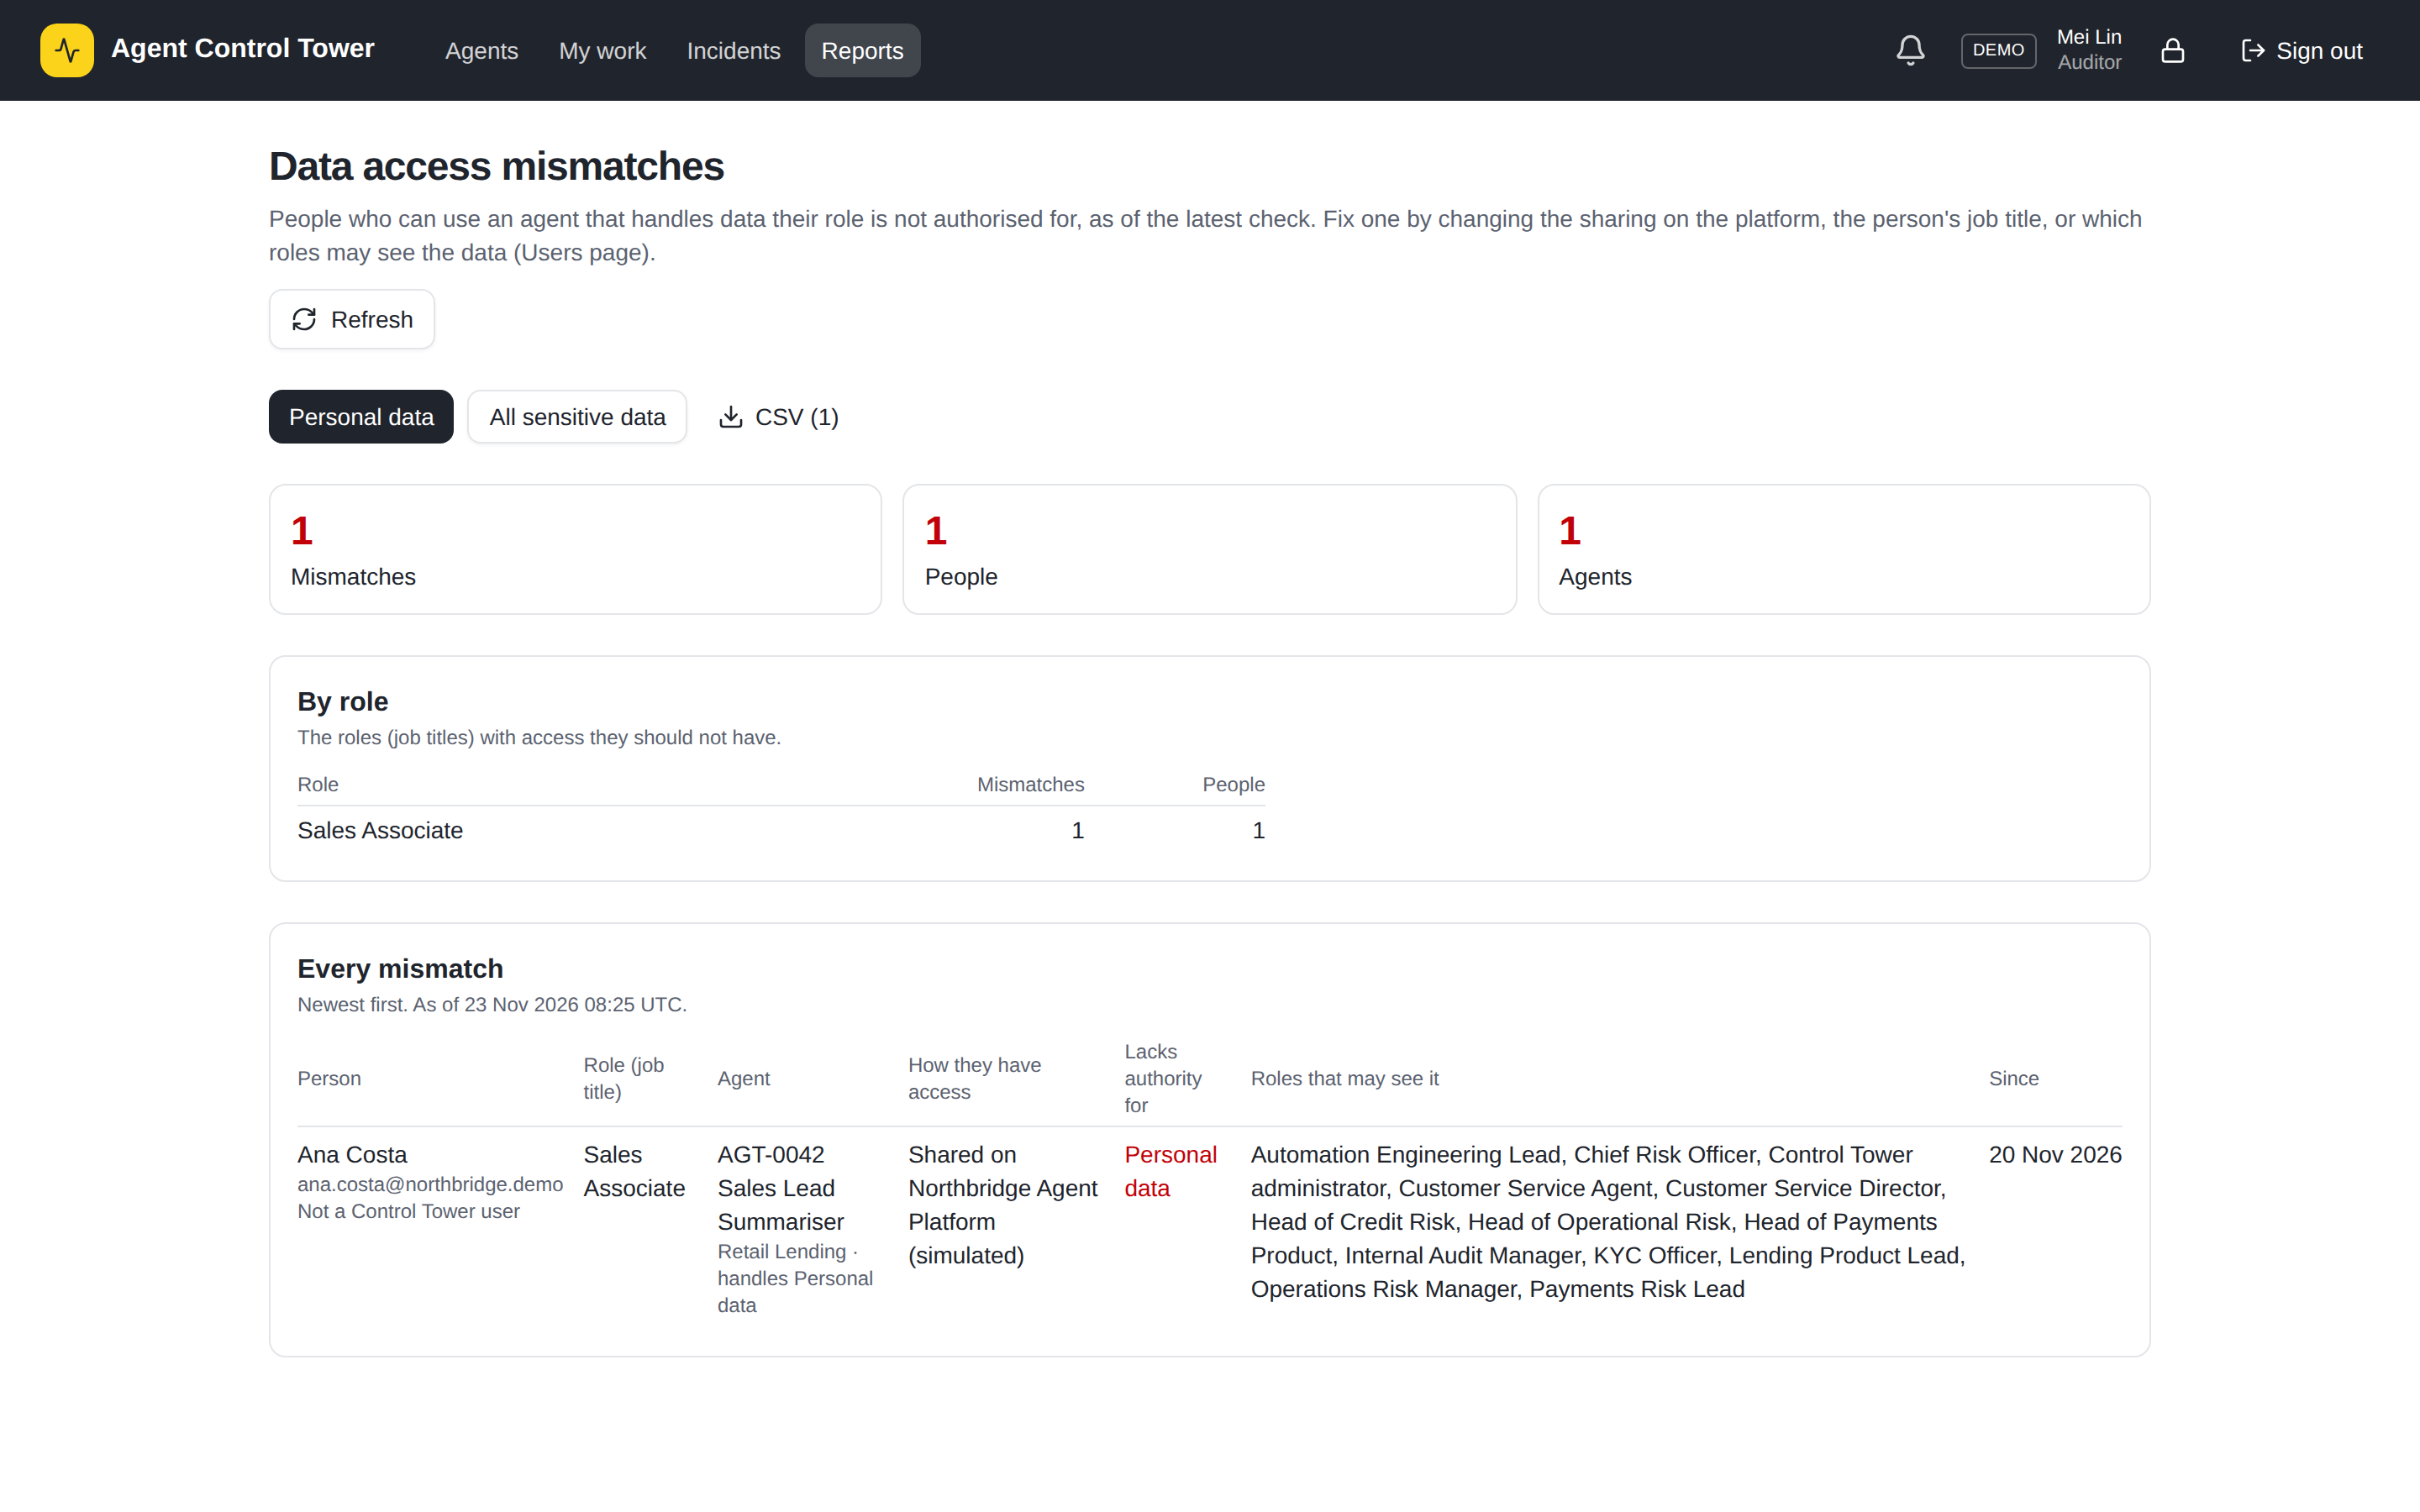 Agent Control Tower
Agents
My work
Incidents
Reports
DEMO
Mei Lin
Auditor
Sign out
Data access mismatches
People who can use an agent that handles data their role is not authorised for, as of the latest check. Fix one by changing the sharing on the platform, the person's job title, or which
roles may see the data (Users page).
Refresh
Personal data
All sensitive data
CSV (1)
1
Mismatches
1
People
1
Agents
By role
The roles (job titles) with access they should not have.
Role Mismatches People
Sales Associate 1 1
Every mismatch
Newest first. As of 23 Nov 2026 08:25 UTC.
Person
Role (job
title)
Agent
How they have
access
Lacks
authority
for
Roles that may see it
Since
Ana Costa
ana.costa@northbridge.demo
Not a Control Tower user
Sales
Associate
AGT-0042
Sales Lead
Summariser
Retail Lending ·
handles Personal
data
Shared on
Northbridge Agent
Platform
(simulated)
Personal
data
Automation Engineering Lead, Chief Risk Officer, Control Tower
administrator, Customer Service Agent, Customer Service Director,
Head of Credit Risk, Head of Operational Risk, Head of Payments
Product, Internal Audit Manager, KYC Officer, Lending Product Lead,
Operations Risk Manager, Payments Risk Lead
20 Nov 2026